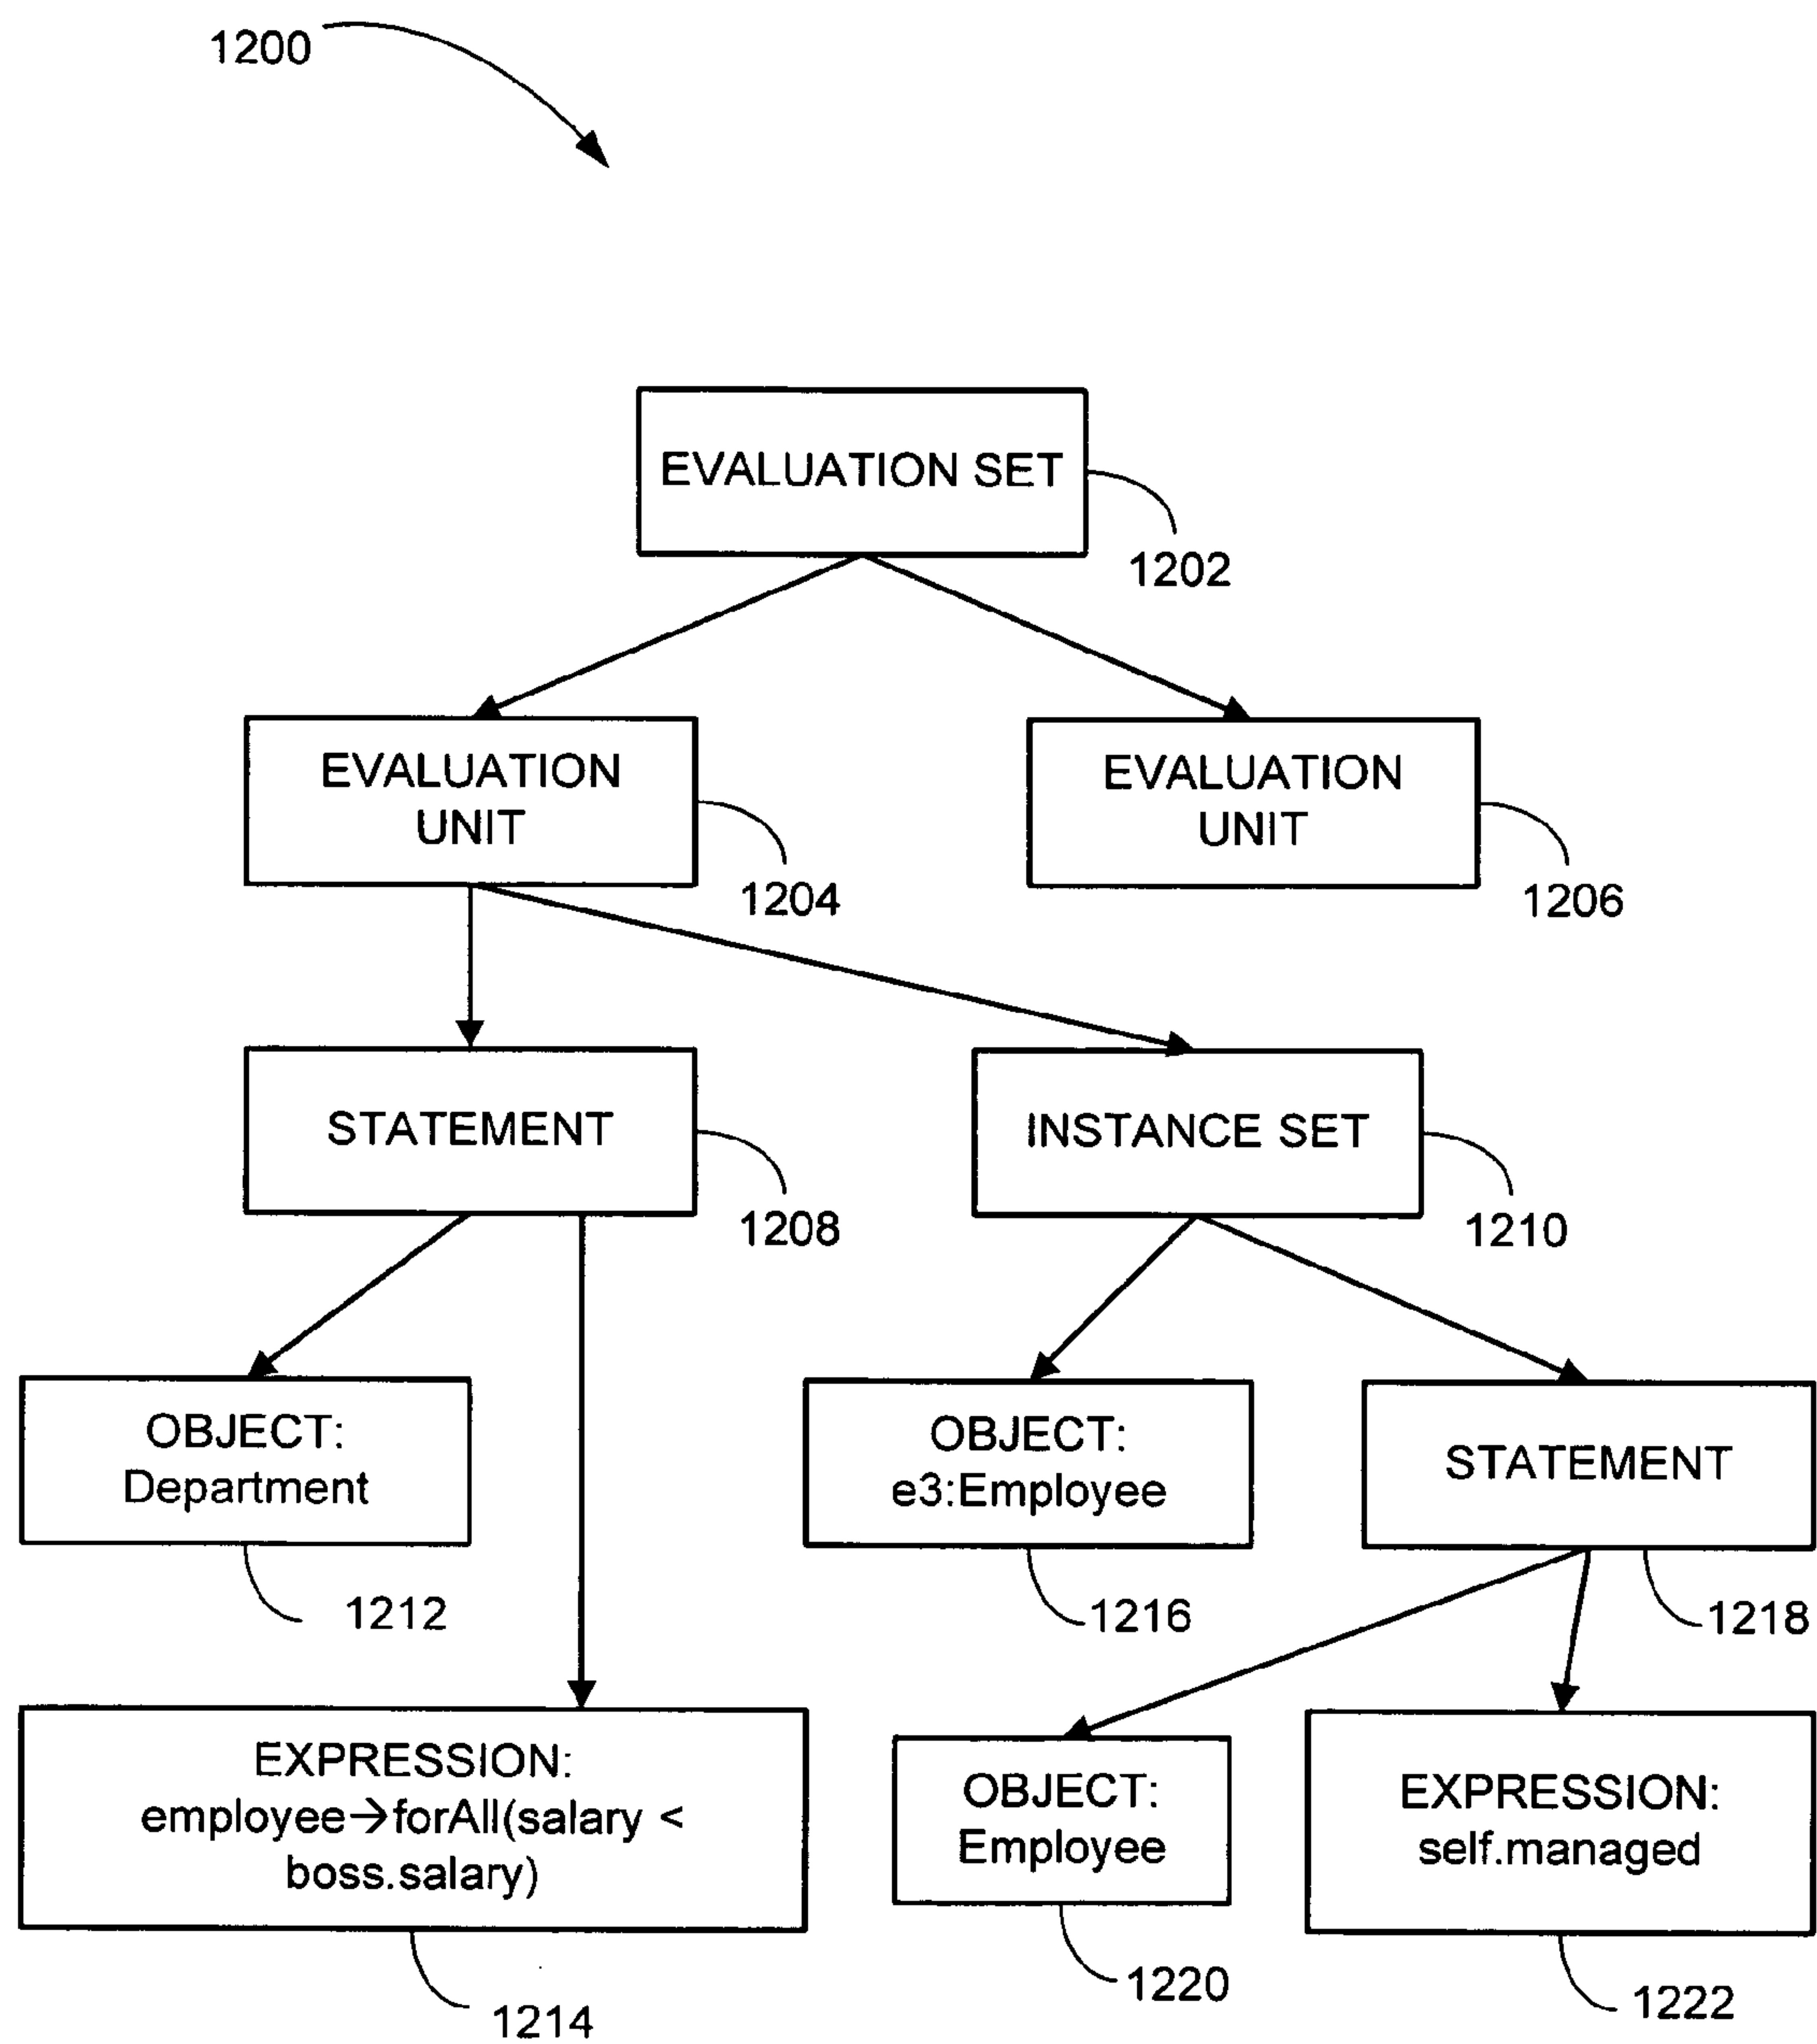 1200
EVALUATION SET
1202
EVALUATION
UNIT
1204
EVALUATION
UNIT
1206
STATEMENT
1208
INSTANCE SET
1210
OBJECT:
Department
1212
OBJECT:
e3:Employee
1216
STATEMENT
1218
EXPRESSION:
employee→forAll(salary <
boss.salary)
1214
OBJECT:
Employee
1220
EXPRESSION:
self.managed
1222